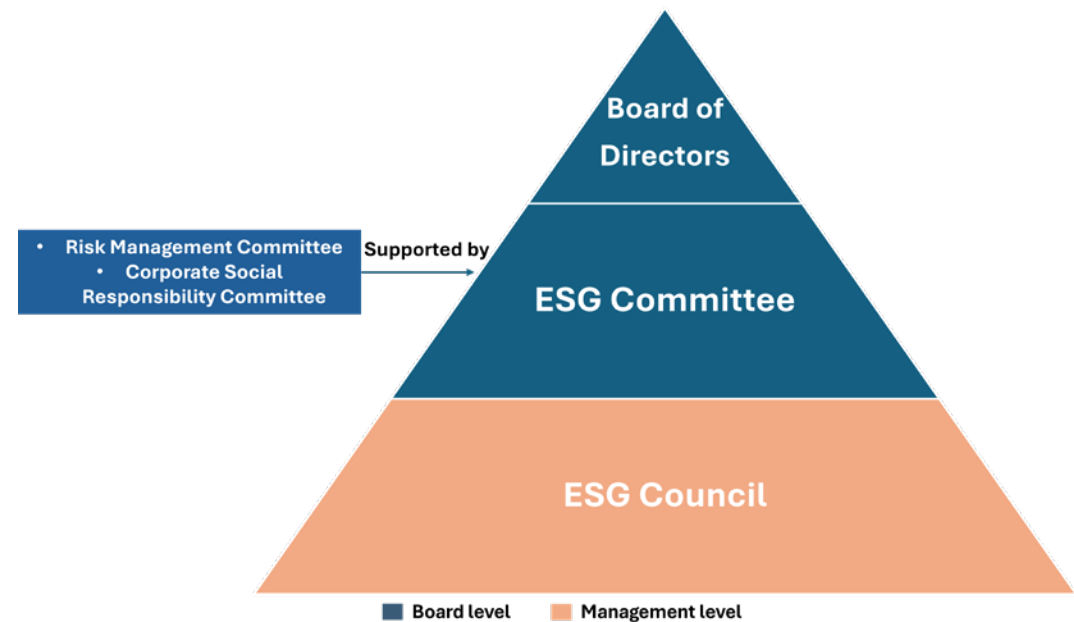 Board of
Directors
• Risk Management Committee
• Corporate Social
Responsibility Committee
Supported by
ESG Committee
ESG Council
Board level
Management level